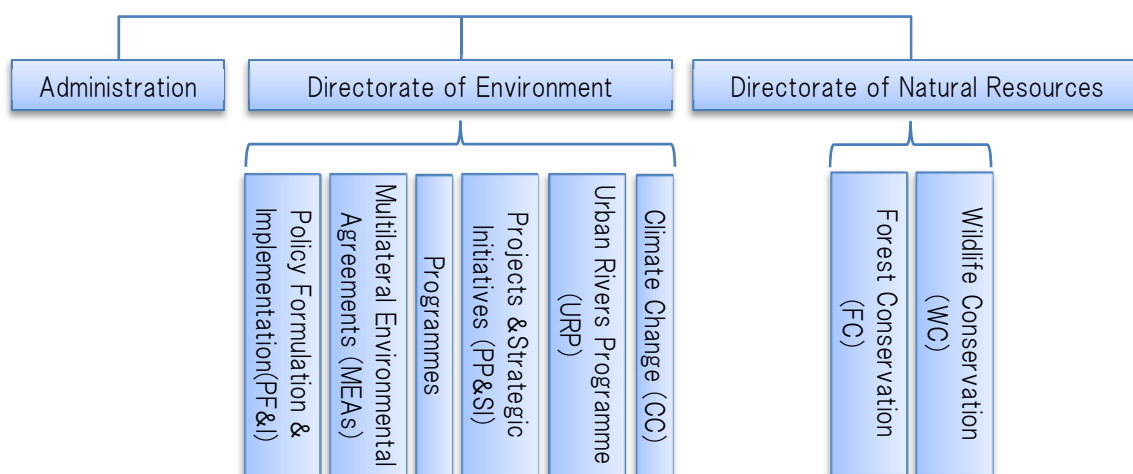 Administration
Directorate of Environment
Directorate of Natural Resources
Policy Formulation &
Implementation(PF&I)
Multilateral Environmental
Agreements (MEAs)
Programmes
Projects &Strategic
Initiatives (PP&SI)
Urban Rivers Programme
(URP)
Climate Change (CC)
Forest Conservation
(FC)
Wildlife Conservation
(WC)